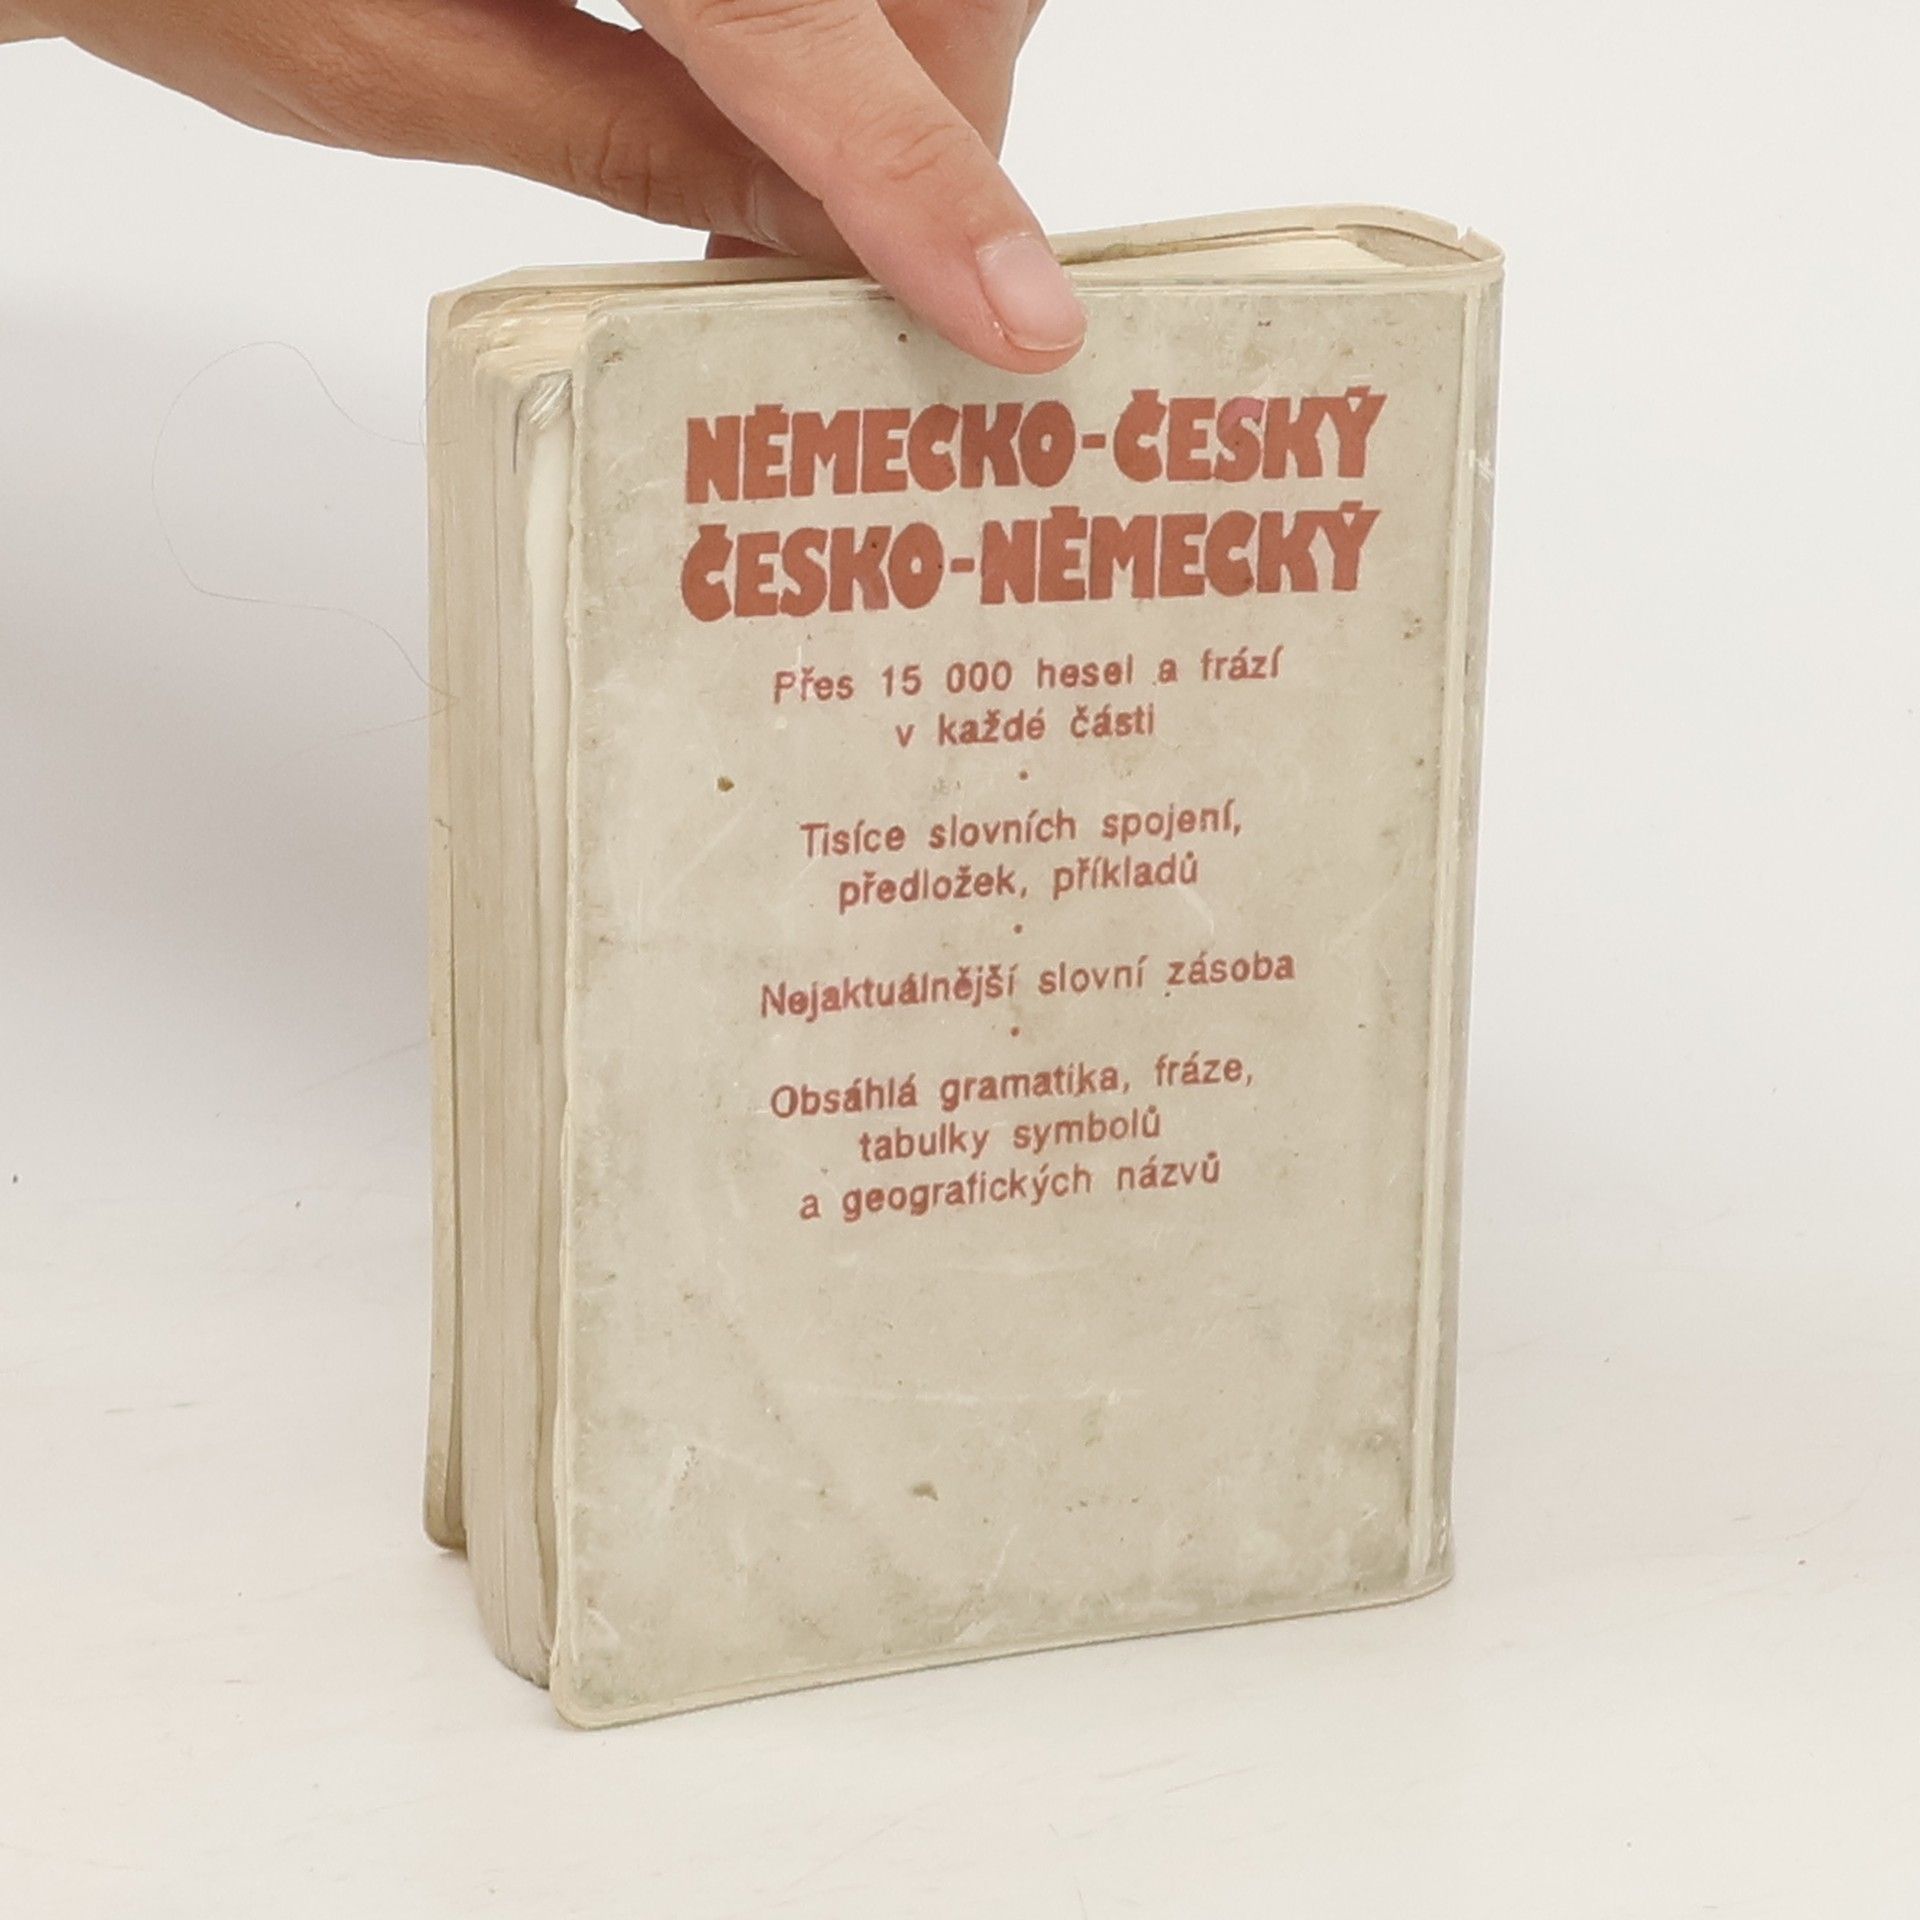 NĚMECKO-ČESKÝ
ČESKO-NĚMECKÝ
Přes 15 000 hesel a frází
v každé části
•
Tisíce slovních spojení,
předložek, příkladů
•
Nejaktuálnější slovní zásoba
•
Obsáhlá gramatika, fráze,
tabulky symbolů
a geografických názvů